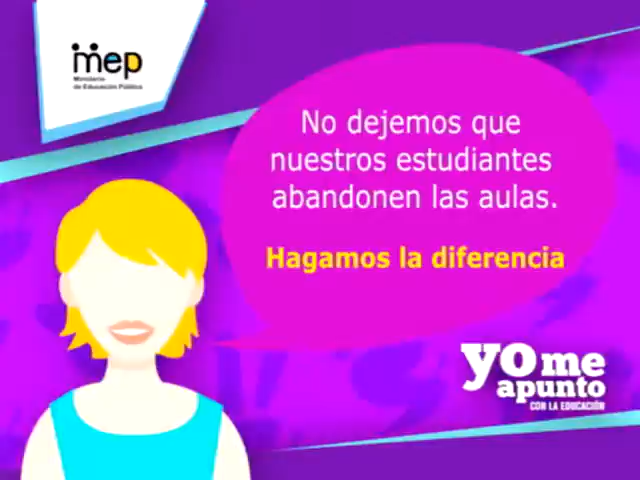 mep
Ministerio
de Educación Pública
No dejemos que
nuestros estudiantes
abandonen las aulas.
Hagamos la diferencia
yo me
apunto
CON LA EDUCACIÓN